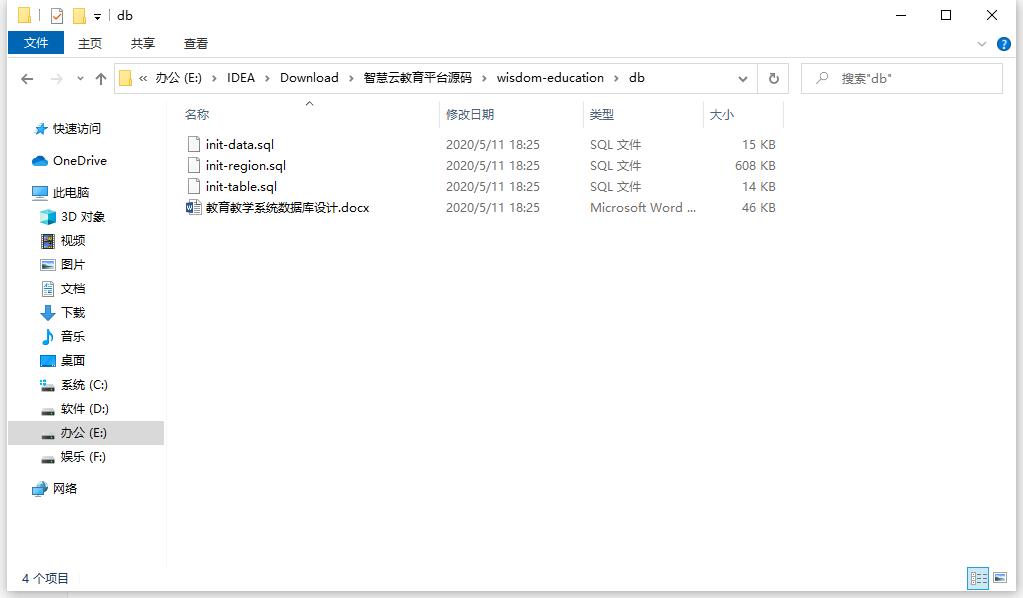 db
文件 主页 共享 查看
« 办公 (E:) › IDEA › Download › 智慧云教育平台源码 › wisdom-education › db
搜索"db"
名称 修改日期 类型 大小
init-data.sql 2020/5/11 18:25 SQL 文件 15 KB
init-region.sql 2020/5/11 18:25 SQL 文件 608 KB
init-table.sql 2020/5/11 18:25 SQL 文件 14 KB
教育教学系统数据库设计.docx 2020/5/11 18:25 Microsoft Word ... 46 KB
快速访问
OneDrive
此电脑
3D 对象
视频
图片
文档
下载
音乐
桌面
系统 (C:)
软件 (D:)
办公 (E:)
娱乐 (F:)
网络
4 个项目